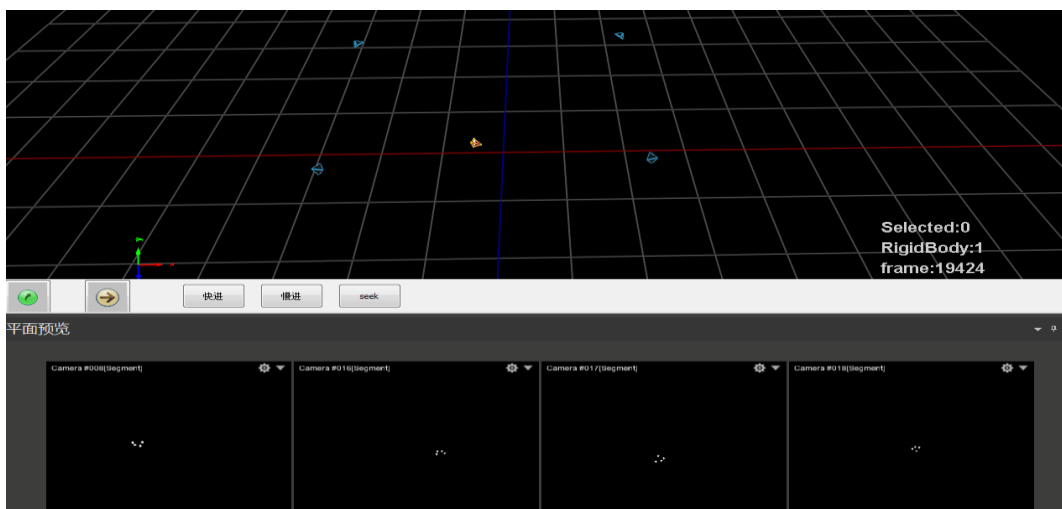 Selected:0
RigidBody:1
frame:19424
快进
慢进
seek
平面预览
Camera #008[Segment]
Camera #016[Segment]
Camera #017[Segment]
Camera #018[Segment]